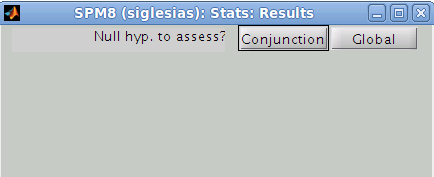 SPM8 (siglesias): Stats: Results
Null hyp. to assess? Conjunction Global